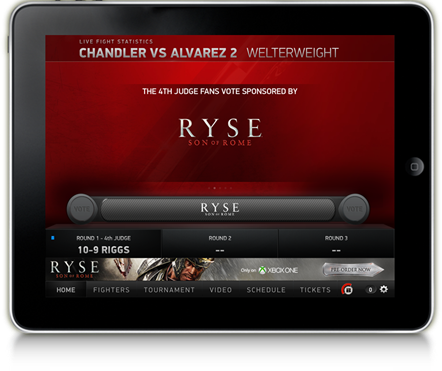 LIVE FIGHT STATISTICS
CHANDLER VS ALVAREZ 2 WELTERWEIGHT
THE 4TH JUDGE FANS VOTE SPONSORED BY
RYSE
SON OF ROME
VOTE RYSE VOTE
SON OF ROME
ROUND 1 - 4th JUDGE ROUND 2 ROUND 3
10-9 RIGGS -- --
RYSE Only on XBOX ONE PRE-ORDER NOW
SON OF ROME
HOME FIGHTERS TOURNAMENT VIDEO SCHEDULE TICKETS 0